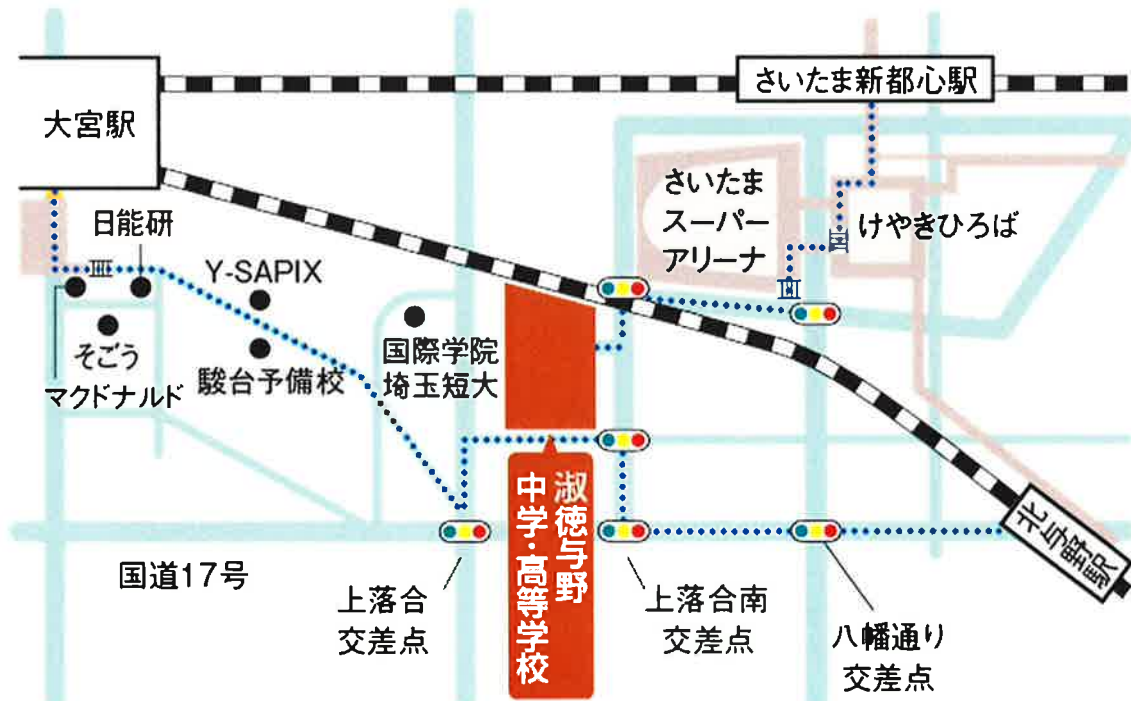 さいたま新都心駅
大宮駅
さいたま
スーパー
アリーナ
けやきひろば
日能研
Y-SAPIX
そごう
マクドナルド
駿台予備校
国際学院
埼玉短大
淑徳与野
中学・高等学校
北与野駅
国道17号
上落合
交差点
上落合南
交差点
八幡通り
交差点